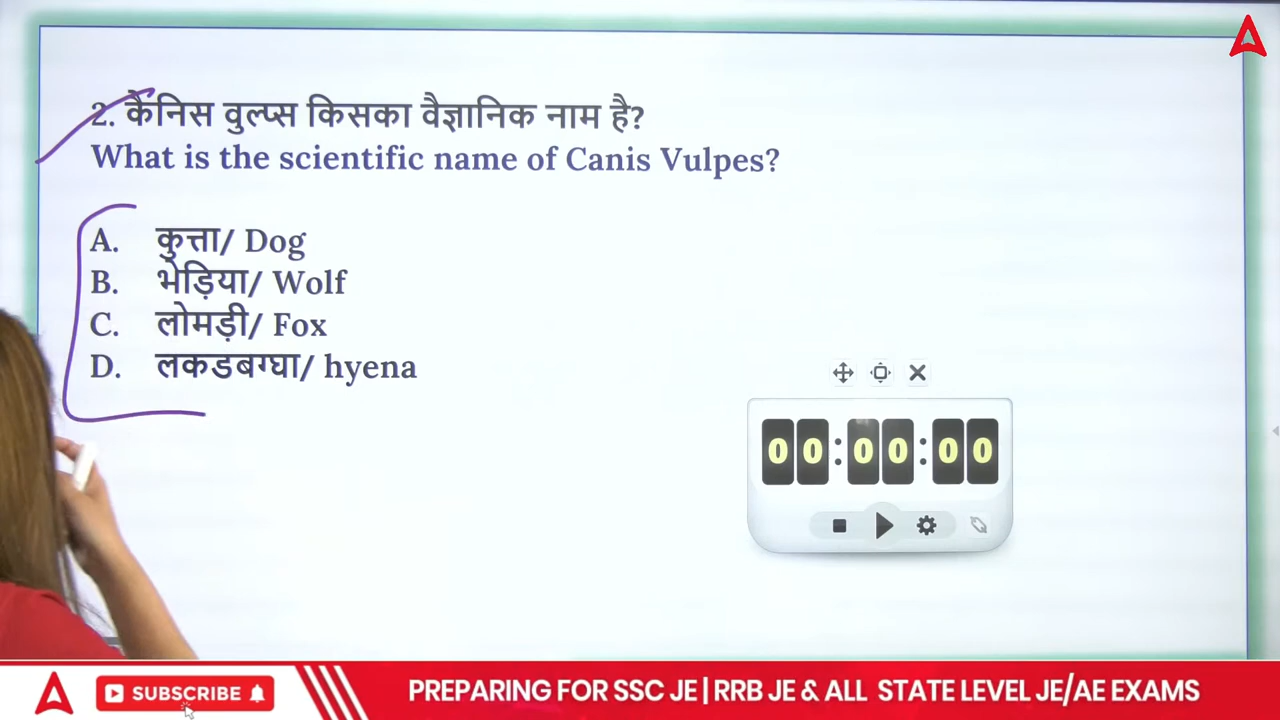 2. कैनिस वुल्प्स किसका वैज्ञानिक नाम है?
What is the scientific name of Canis Vulpes?
A. कुत्ता/ Dog
B. भेड़िया/ Wolf
C. लोमड़ी/ Fox
D. लकडबग्घा/ hyena
00:00:00
SUBSCRIBE
PREPARING FOR SSC JE | RRB JE & ALL STATE LEVEL JE/AE EXAMS